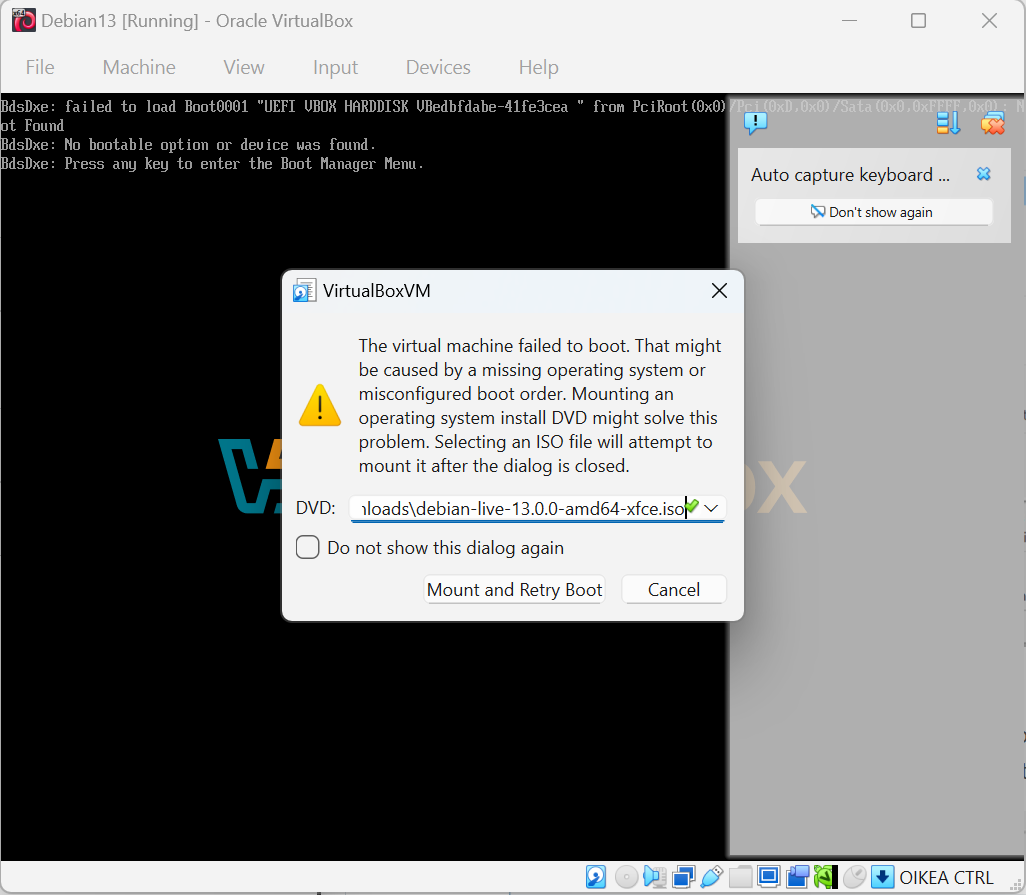 Debian13 [Running] - Oracle VirtualBox
File Machine View Input Devices Help
BdsDxe: failed to load Boot0001 "UEFI VBOX HARDDISK VBedbfdabe-41fe3cea " from PciRoot(0x0)/Pci(0xD,0x0)/Sata(0x0,0xFFFF,0x0): N
ot Found
BdsDxe: No bootable option or device was found.
BdsDxe: Press any key to enter the Boot Manager Menu.
Auto capture keyboard ...
Don't show again
VirtualBoxVM
The virtual machine failed to boot. That might
be caused by a missing operating system or
misconfigured boot order. Mounting an
operating system install DVD might solve this
problem. Selecting an ISO file will attempt to
mount it after the dialog is closed.
DVD: nloads\debian-live-13.0.0-amd64-xfce.iso
Do not show this dialog again
Mount and Retry Boot Cancel
OIKEA CTRL